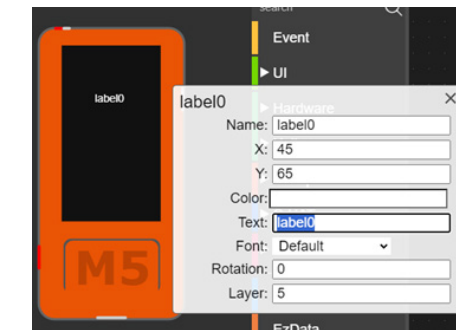 search
Event
UI
label0
label0
Hardware
Name: label0
X: 45
Y: 65
Color:
Text: label0
Font: Default
Rotation: 0
Layer: 5
M5
EzData